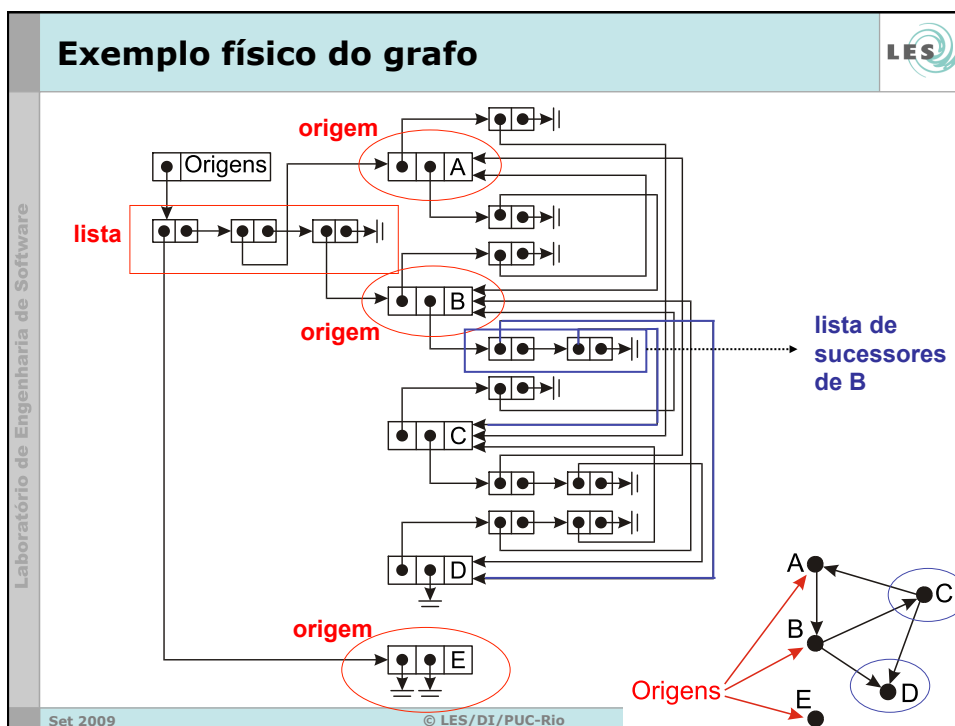 Exemplo físico do grafo
LES
Laboratório de Engenharia de Software
origem
Origens
A
lista
B
origem
lista de
sucessores
de B
C
D
origem
E
A
C
B
Origens
D
E
Set 2009
© LES/DI/PUC-Rio